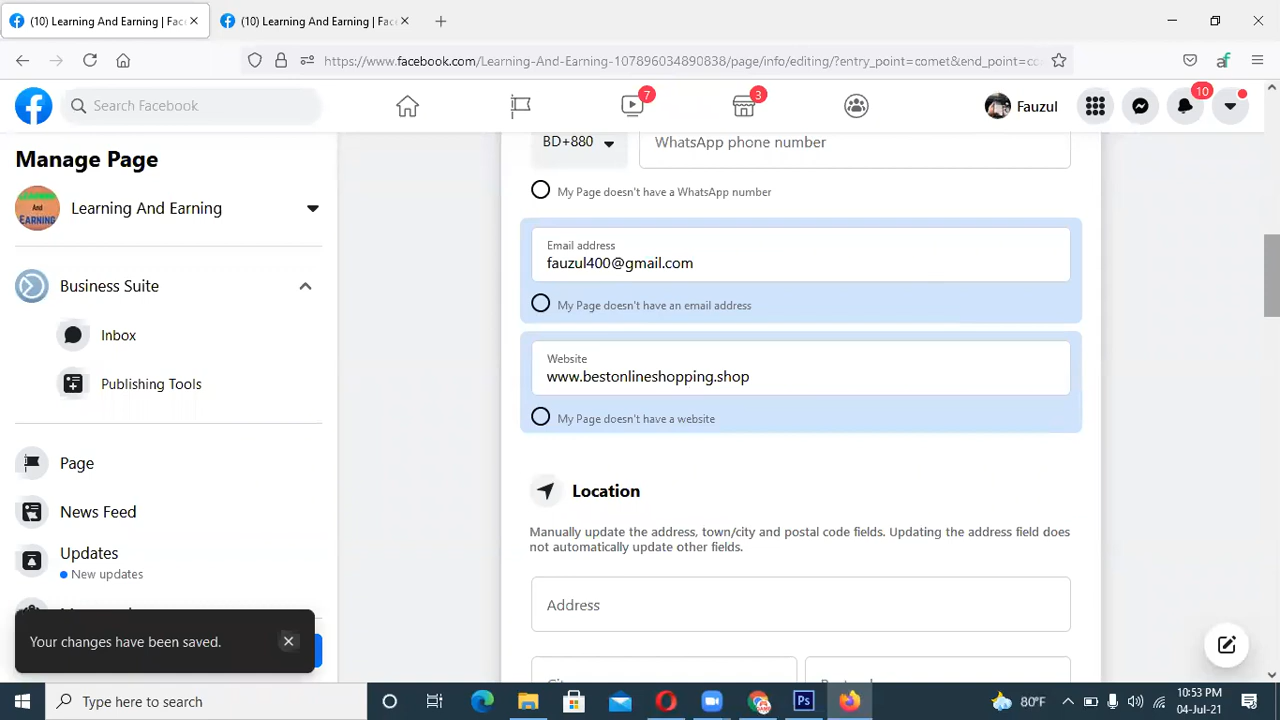 (10) Learning And Earning | Fac
(10) Learning And Earning | Fac
https://www.facebook.com/Learning-And-Earning-107896034890838/page/info/editing/?entry_point=comet&end_point=co
Search Facebook
7
3
Fauzul
10
Manage Page
Learning And Earning
LEARNING
And
EARNING
Business Suite
Inbox
Publishing Tools
Page
News Feed
Updates
New updates
Your changes have been saved.
BD+880
WhatsApp phone number
My Page doesn't have a WhatsApp number
Email address
fauzul400@gmail.com
My Page doesn't have an email address
Website
www.bestonlineshopping.shop
My Page doesn't have a website
Location
Manually update the address, town/city and postal code fields. Updating the address field does
not automatically update other fields.
Address
Type here to search
Ps
80°F
10:53 PM
04-Jul-21